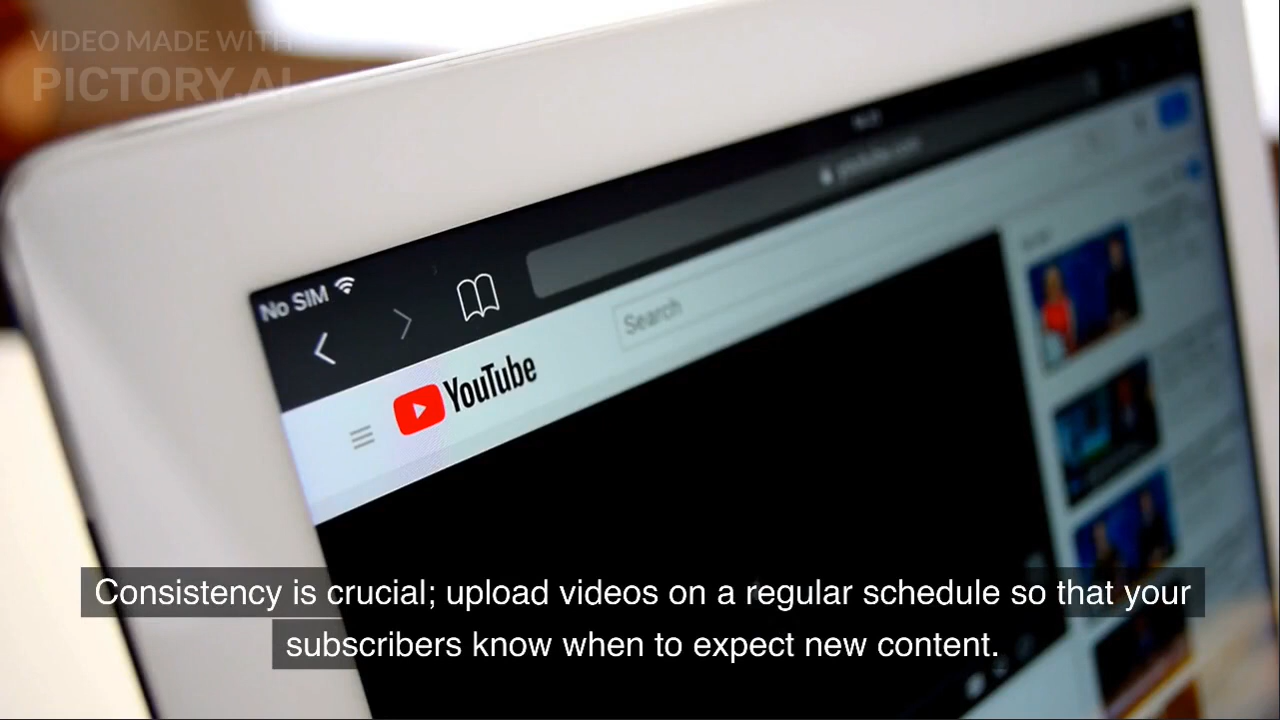 VIDEO MADE WITH
PICTORY.AI
No SIM
Search
YouTube
Consistency is crucial; upload videos on a regular schedule so that your
subscribers know when to expect new content.